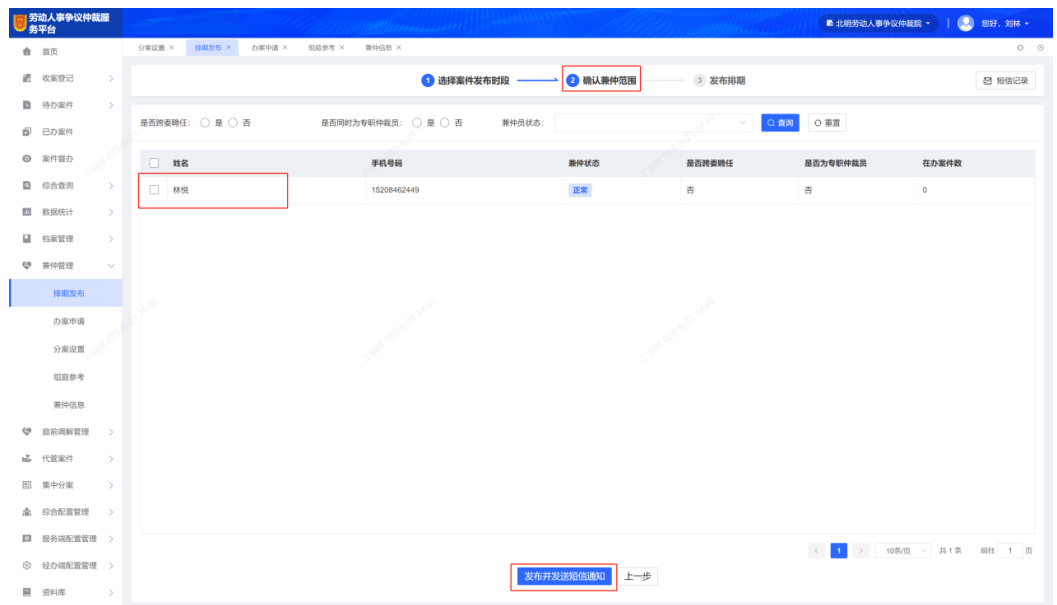 劳动人事争议仲裁服
务平台
北明劳动人事争议仲裁院
您好，刘林
首页
收案登记
待办案件
已办案件
案件督办
综合查询
数据统计
档案管理
兼仲管理
排期发布
办案申请
分案设置
组庭参考
兼仲信息
庭前调解管理
代管案件
集中分案
综合配置管理
服务端配置管理
经办端配置管理
资料库
分案设置 × 排期发布 × 办案申请 × 组庭参考 × 兼仲信息 ×
1 选择案件发布时段 2 确认兼仲范围 3 发布排期
短信记录
是否跨委聘任： 是 否 是否同时为专职仲裁员： 是 否 兼仲员状态： 查询 重置
姓名 手机号码 兼仲状态 是否跨委聘任 是否为专职仲裁员 在办案件数
林悦 15208462449 正常 否 否 0
1 10条/页 共 1 条 前往 1 页
发布并发送短信通知 上一步